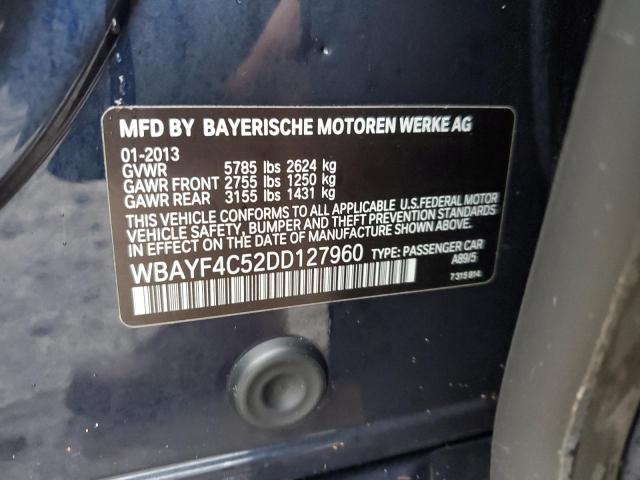 MFD BY BAYERISCHE MOTOREN WERKE AG
01-2013
GVWR 5785 lbs 2624 kg
GAWR FRONT 2755 lbs 1250 kg
GAWR REAR 3155 lbs 1431 kg
THIS VEHICLE CONFORMS TO ALL APPLICABLE U.S.FEDERAL MOTOR
VEHICLE SAFETY, BUMPER AND THEFT PREVENTION STANDARDS
IN EFFECT ON THE DATE OF MANUFACTURE
WBAYF4C52DD127960 TYPE: PASSENGER CAR
A89/5
7315814